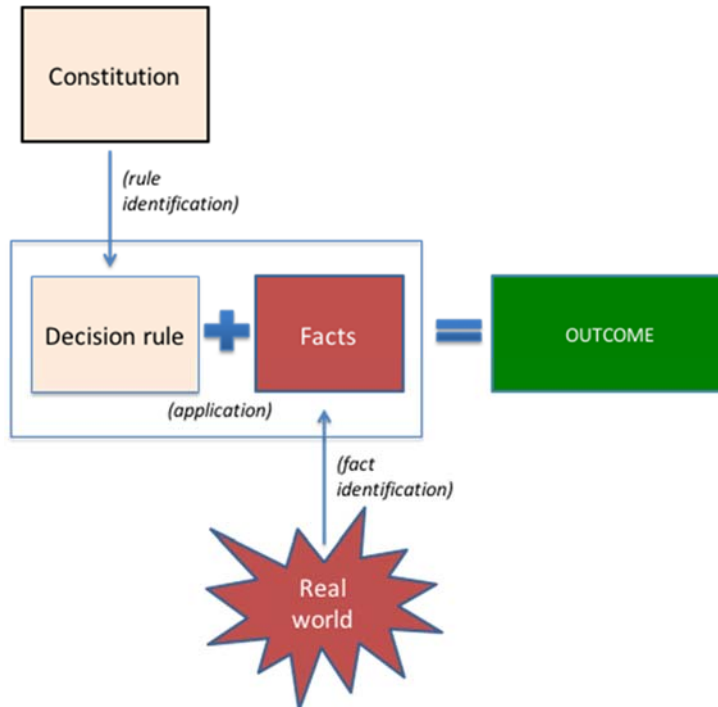 Constitution
(rule
identification)
Decision rule
Facts
OUTCOME
(application)
(fact
identification)
Real
world